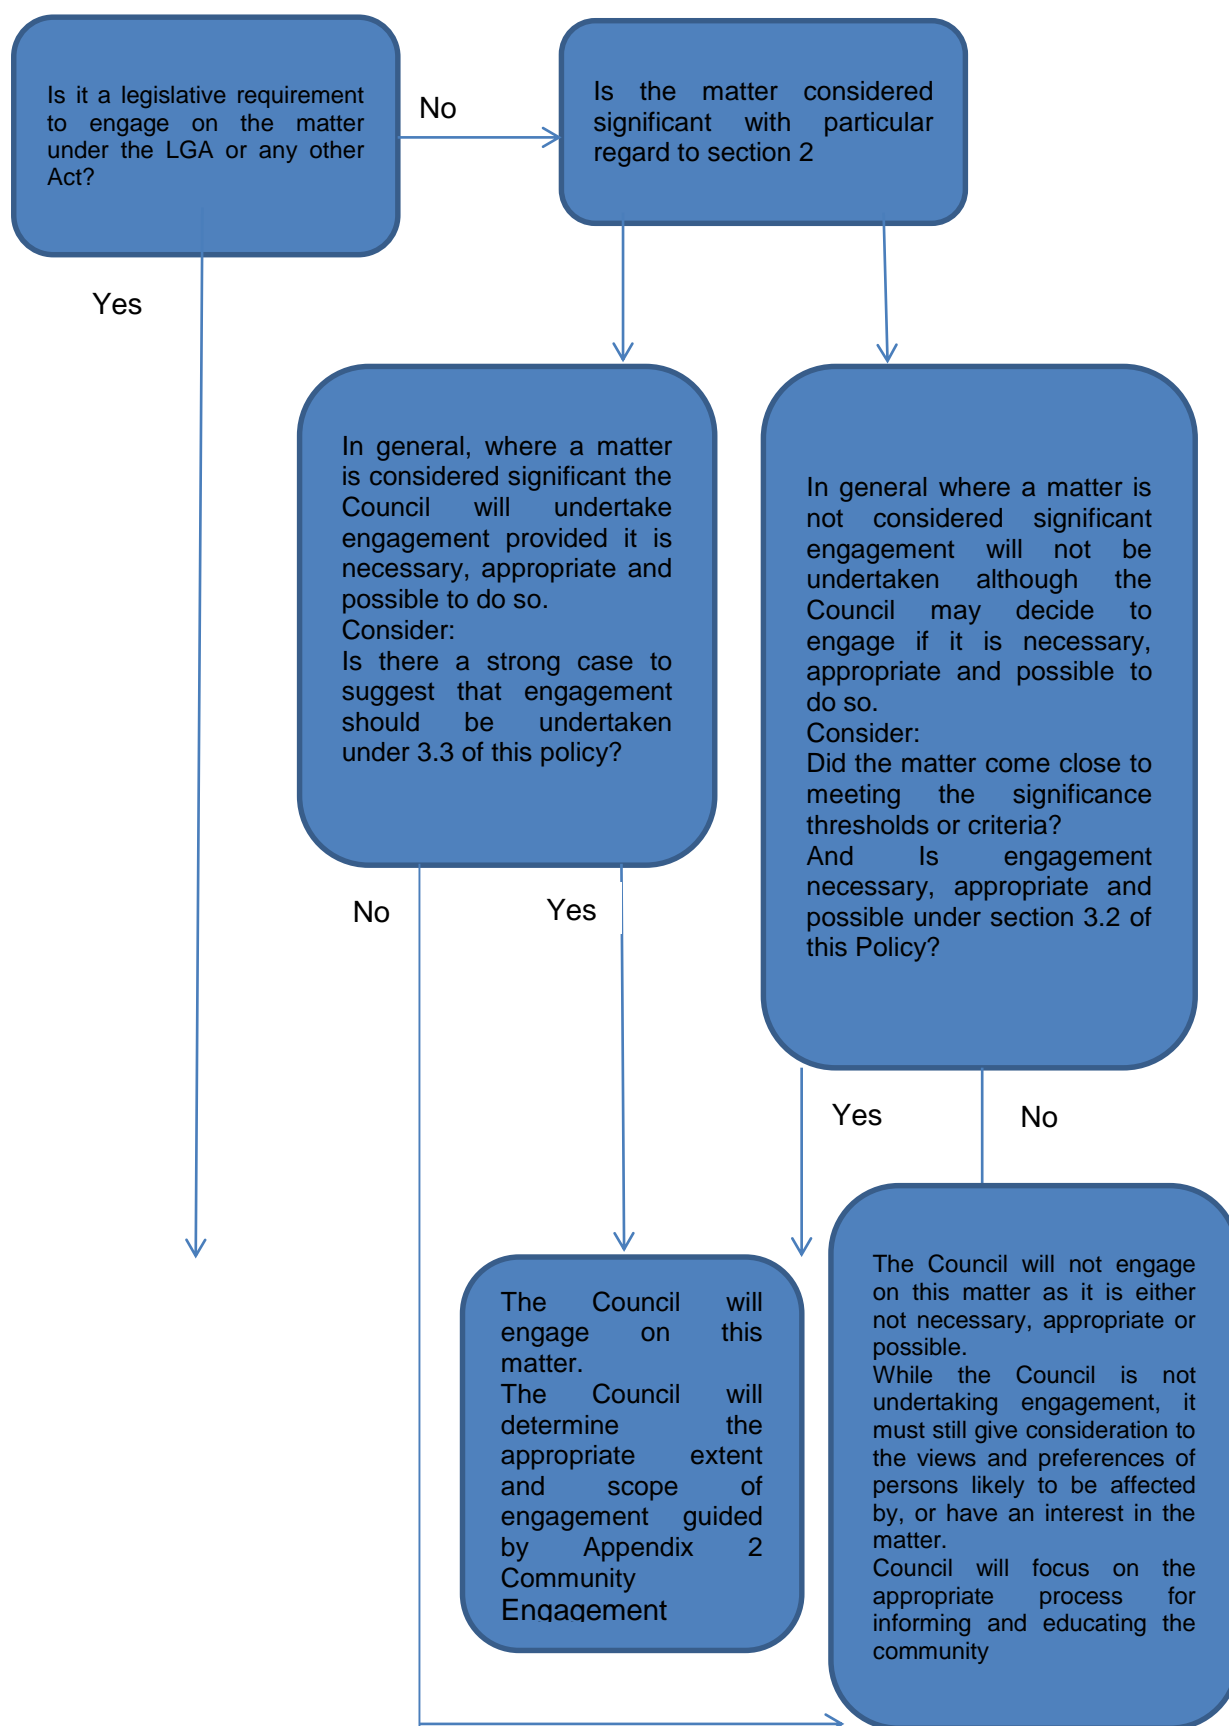 Is it a legislative requirement
to engage on the matter
under the LGA or any other
Act?
No
Is the matter considered
significant with particular
regard to section 2
Yes
In general, where a matter
is considered significant the
Council will undertake
engagement provided it is
necessary, appropriate and
possible to do so.
Consider:
Is there a strong case to
suggest that engagement
should be undertaken
under 3.3 of this policy?
In general where a matter is
not considered significant
engagement will not be
undertaken although the
Council may decide to
engage if it is necessary,
appropriate and possible to
do so.
Consider:
Did the matter come close to
meeting the significance
thresholds or criteria?
And Is engagement
necessary, appropriate and
possible under section 3.2 of
this Policy?
No
Yes
Yes
No
The Council will
engage on this
matter.
The Council will
determine the
appropriate extent
and scope of
engagement guided
by Appendix 2
Community
Engagement
The Council will not engage
on this matter as it is either
not necessary, appropriate or
possible.
While the Council is not
undertaking engagement, it
must still give consideration to
the views and preferences of
persons likely to be affected
by, or have an interest in the
matter.
Council will focus on the
appropriate process for
informing and educating the
community